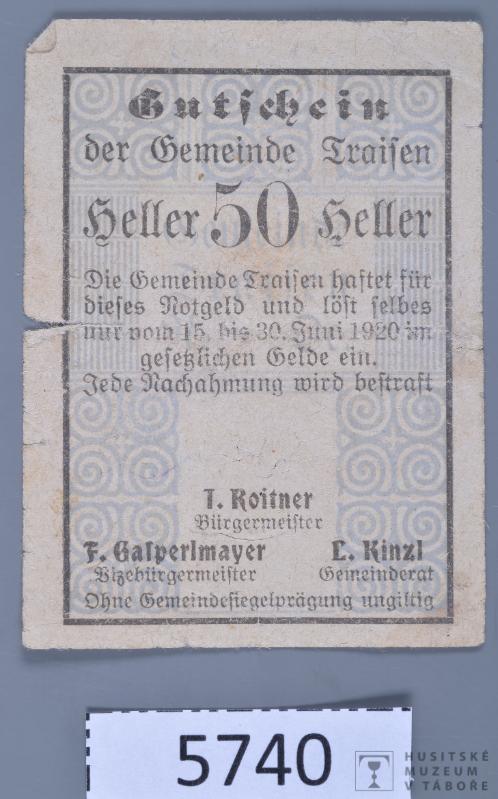 Gutschein
der Gemeinde Traisen
Heller 50 Heller
Die Gemeinde Traisen haftet für
dieses Notgeld und löst selbes
nur vom 15. bis 30. Juni 1920 im
gesetzlichen Gelde ein.
Jede Nachahmung wird bestraft
I. Roitner
Bürgermeister
F. Gasperlmayer L. Kinzl
Vizebürgermeister Gemeinderat
Ohne Gemeindesiegelprägung ungiltig
5740
HUSITSKÉ
MUZEUM
V TÁBOŘE